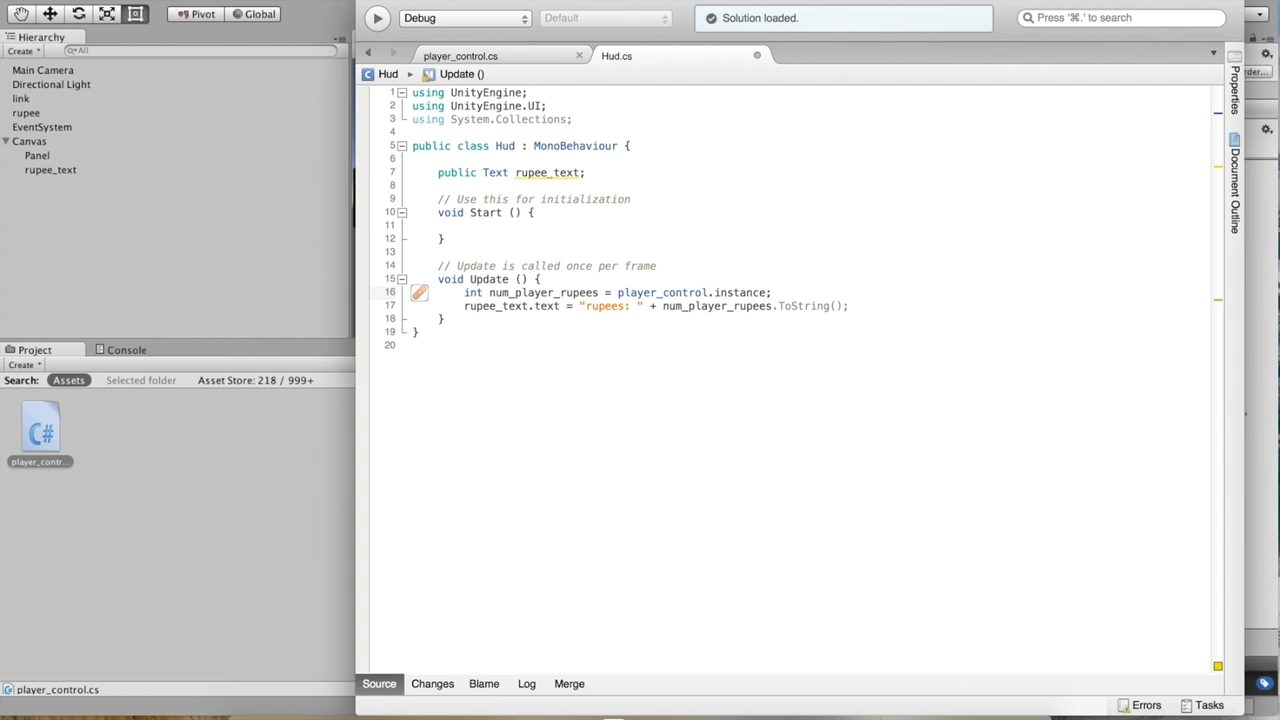 Pivot
Global
Hierarchy
Create
All
Main Camera
Directional Light
link
rupee
EventSystem
Canvas
Panel
rupee_text
Project
Console
Create
Search:
Assets
Selected folder
Asset Store: 218 / 999+
C#
player_contr...
player_control.cs
Debug
Default
Solution loaded.
Press '⌘.' to search
player_control.cs
Hud.cs
Hud
Update ()
1 using UnityEngine;
2 using UnityEngine.UI;
3 using System.Collections;
4
5 public class Hud : MonoBehaviour {
6
7 public Text rupee_text;
8
9 // Use this for initialization
10 void Start () {
11
12 }
13
14 // Update is called once per frame
15 void Update () {
16 int num_player_rupees = player_control.instance;
17 rupee_text.text = "rupees: " + num_player_rupees.ToString();
18 }
19 }
20
Source
Changes
Blame
Log
Merge
Errors
Tasks
Properties
Document Outline
der...